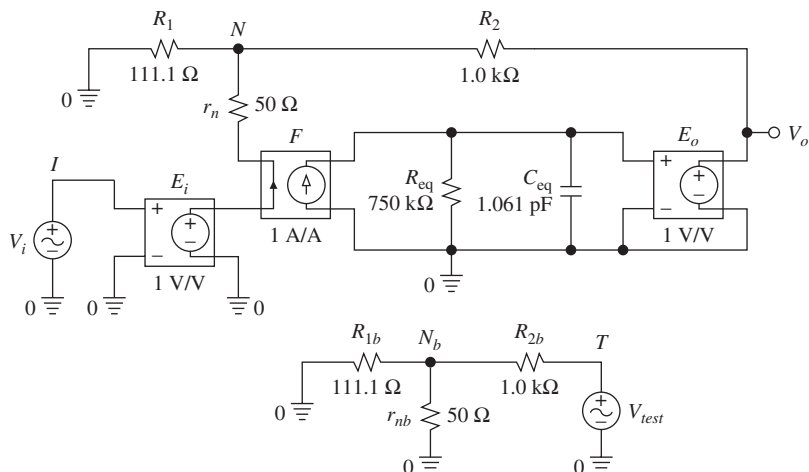 R1 N R2
0 111.1 Ω 1.0 kΩ
rn 50 Ω F Eo Vo
I Ei + Req Ceq +
750 kΩ 1.061 pF
Vi + − + + − 1 A/A − + −
− 1 V/V 0 1 V/V
0 0 0
R1b Nb R2b T
0 111.1 Ω 1.0 kΩ
rnb 50 Ω + − Vtest
0 0